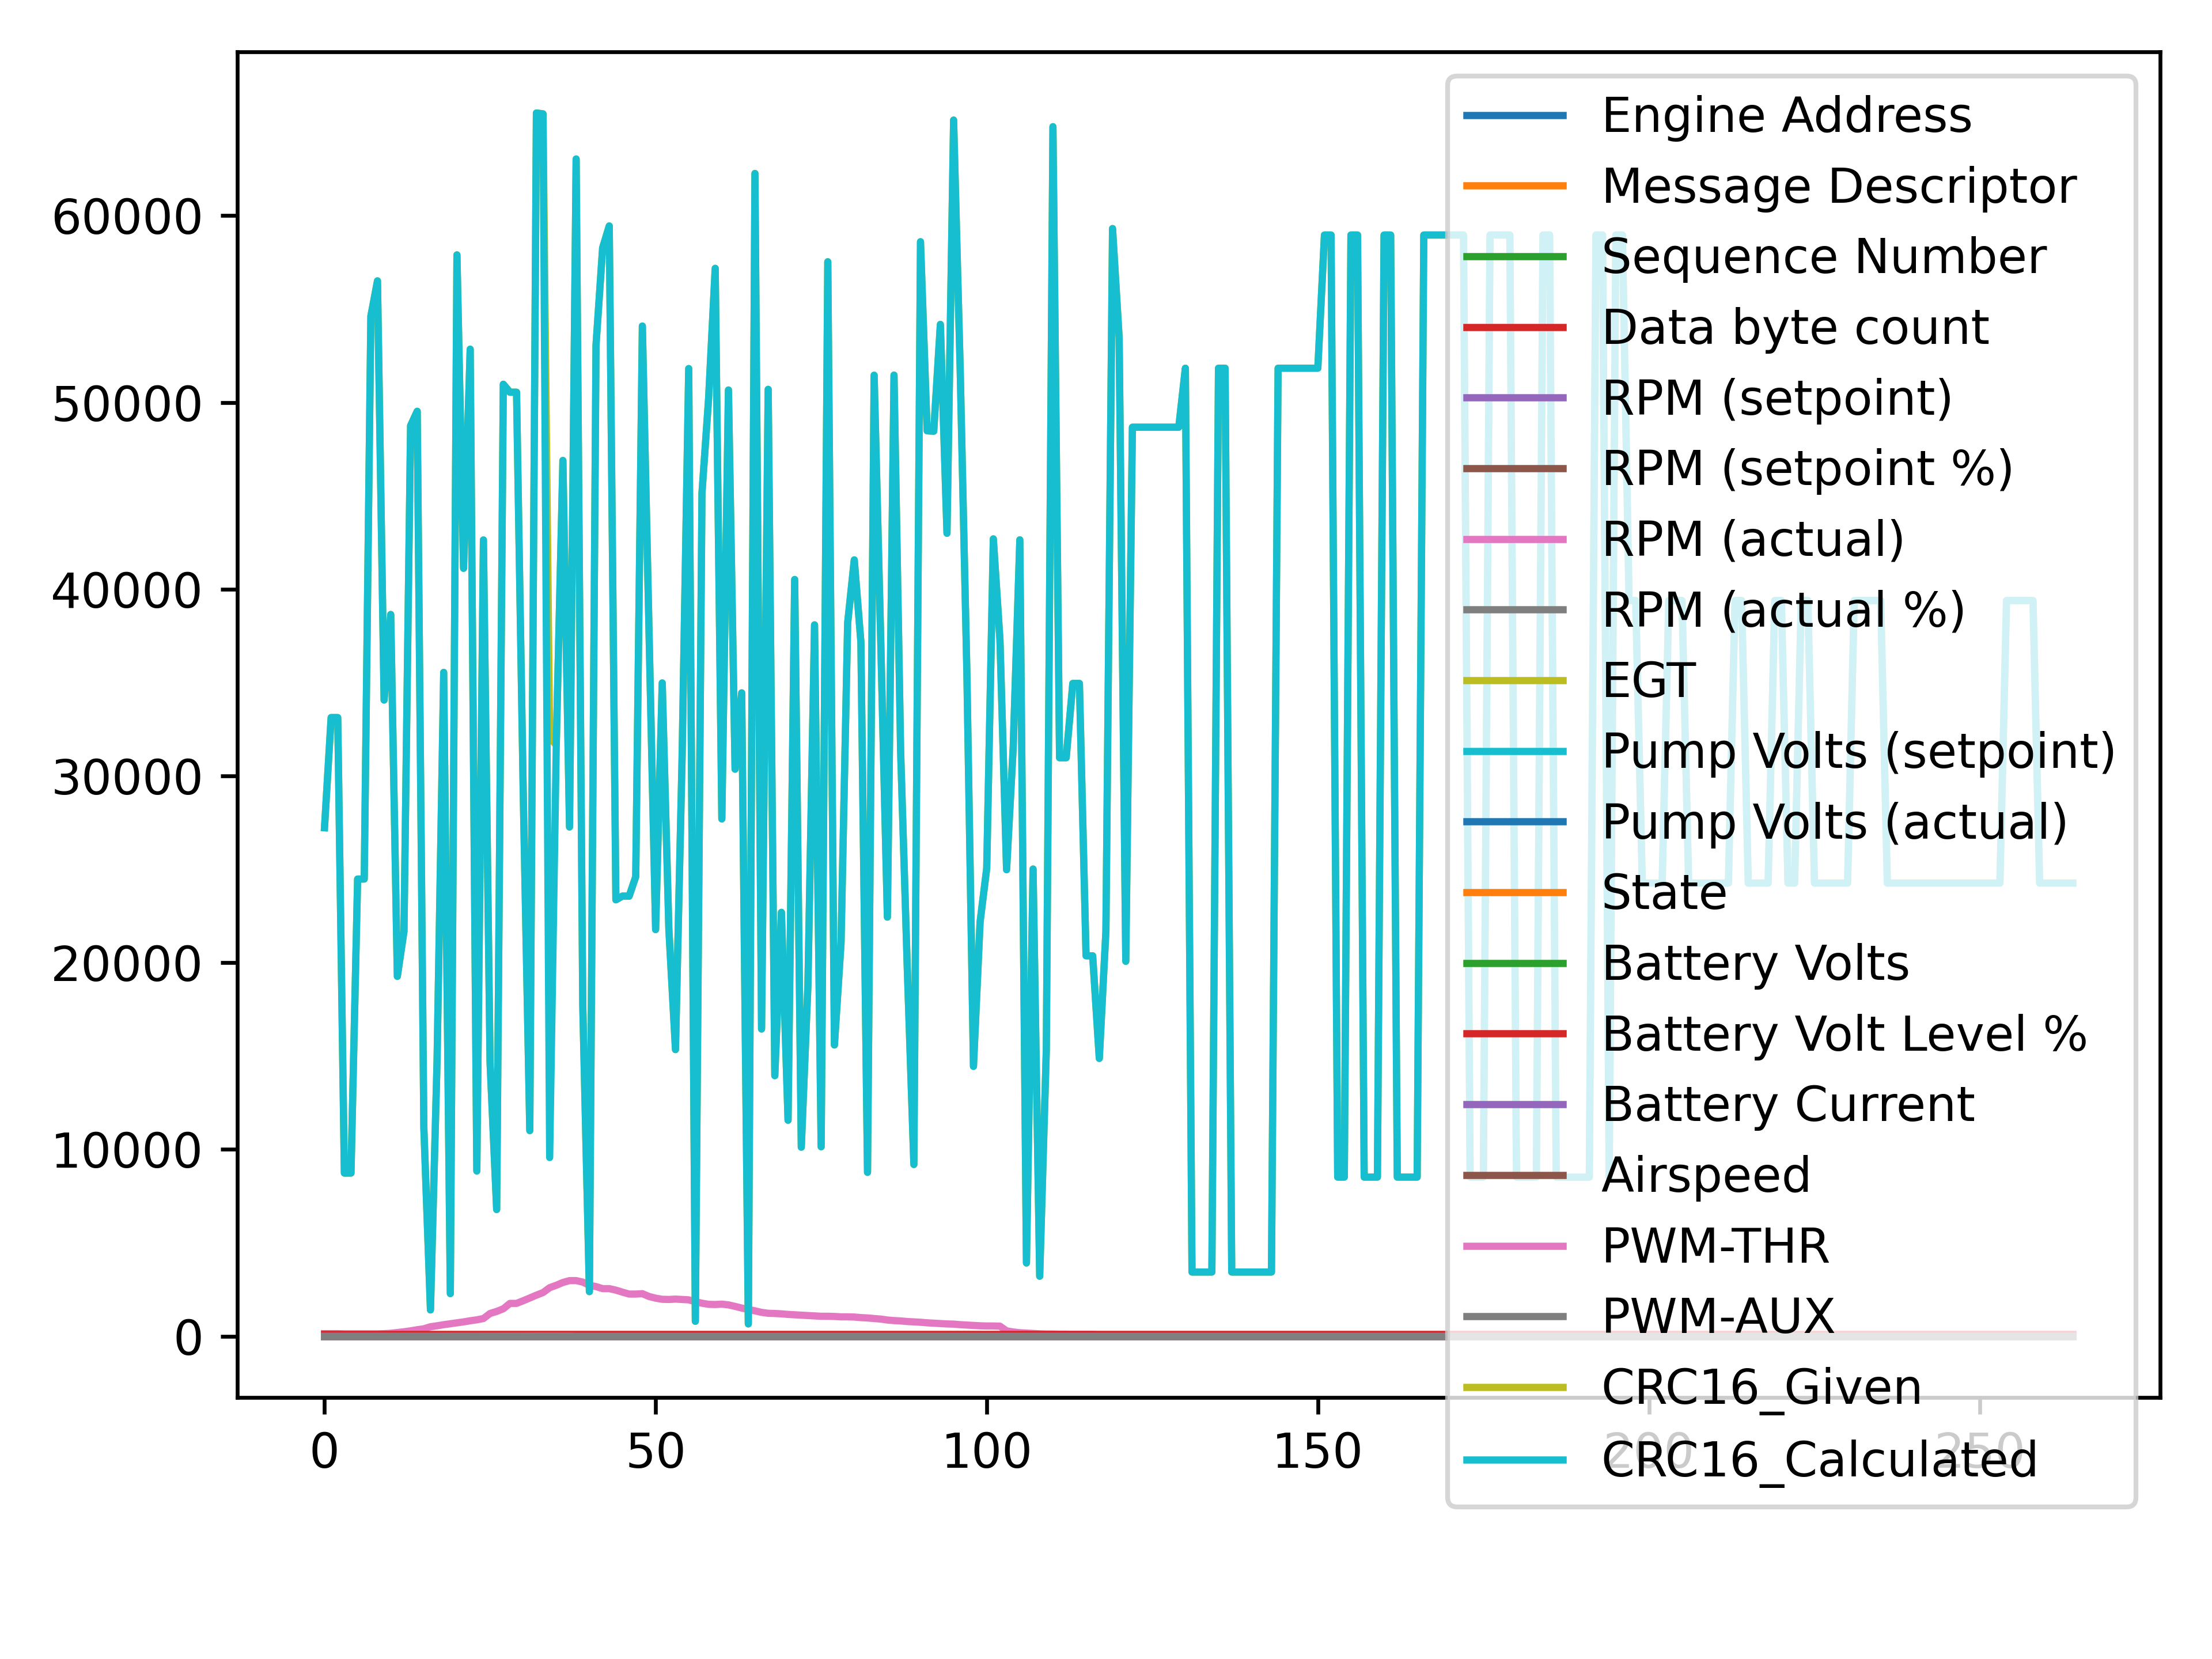 60000
50000
40000
30000
20000
10000
0
0
50
100
150
200
250
Engine Address
Message Descriptor
Sequence Number
Data byte count
RPM (setpoint)
RPM (setpoint %)
RPM (actual)
RPM (actual %)
EGT
Pump Volts (setpoint)
Pump Volts (actual)
State
Battery Volts
Battery Volt Level %
Battery Current
Airspeed
PWM-THR
PWM-AUX
CRC16_Given
CRC16_Calculated